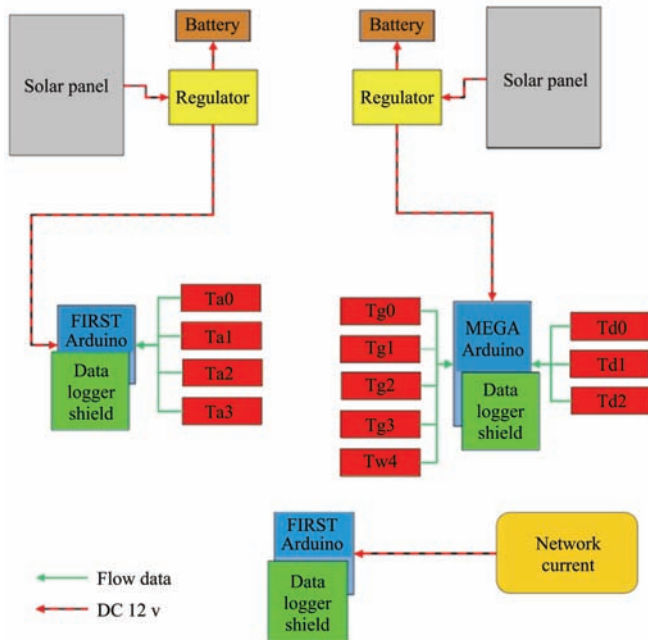 Battery
Solar panel
Regulator
Battery
Regulator
Solar panel
FIRST
Arduino
Data
logger
shield
Ta0
Ta1
Ta2
Ta3
Tg0
Tg1
Tg2
Tg3
Tw4
MEGA
Arduino
Data
logger
shield
Td0
Td1
Td2
FIRST
Arduino
Data
logger
shield
Network
current
Flow data
DC 12 v